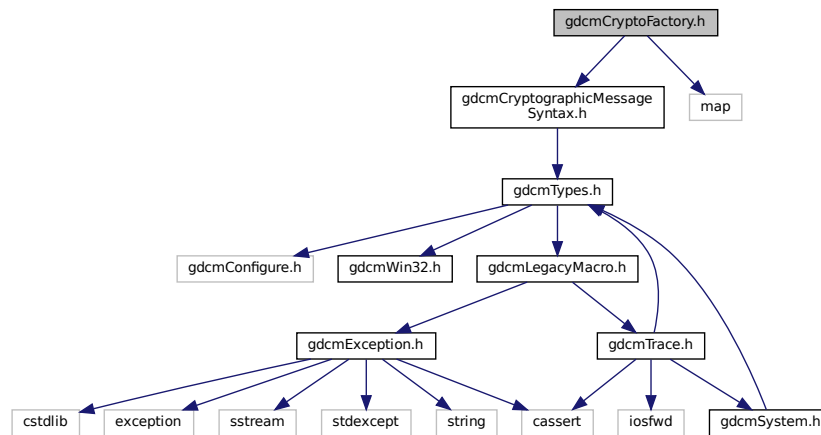 gdcmCryptoFactory.h
gdcmCryptographicMessage
Syntax.h
map
gdcmTypes.h
gdcmConfigure.h
gdcmWin32.h
gdcmLegacyMacro.h
gdcmException.h
gdcmTrace.h
cstdlib
exception
sstream
stdexcept
string
cassert
iosfwd
gdcmSystem.h